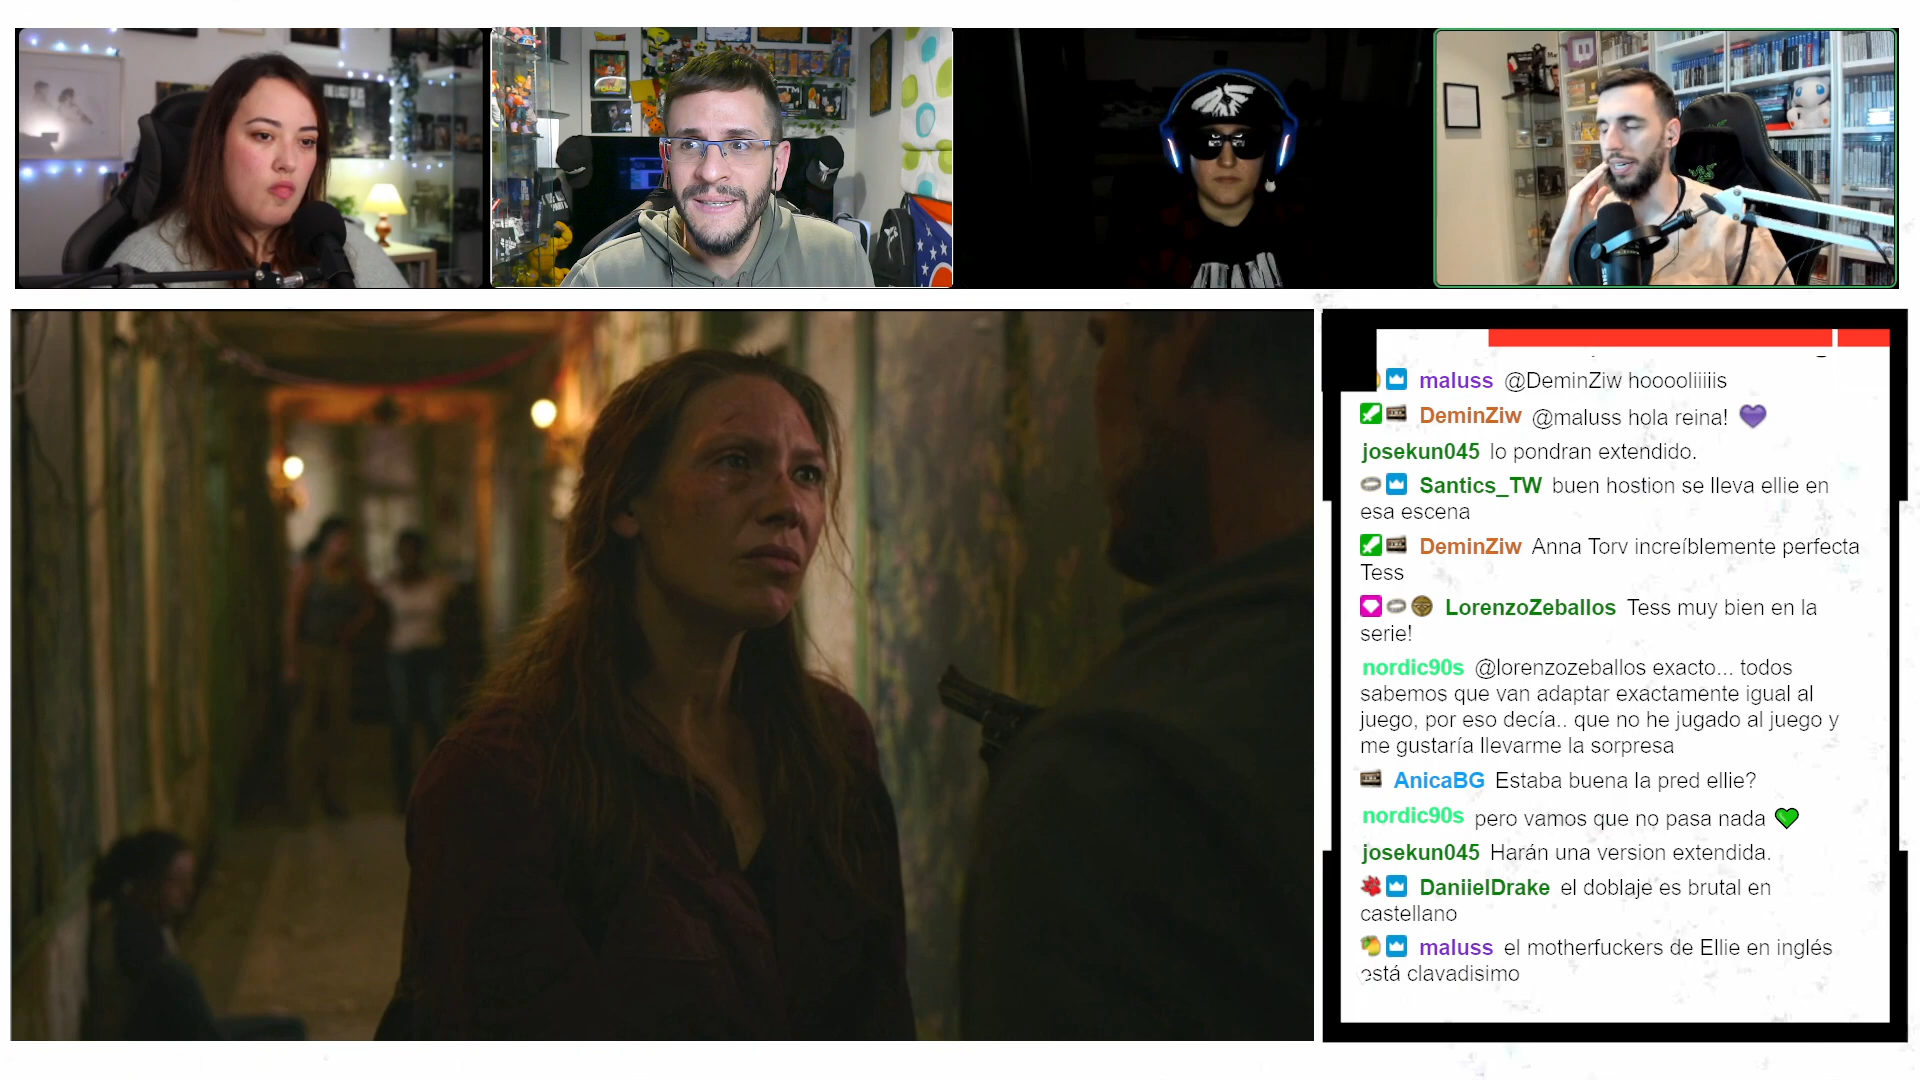 maluss @DeminZiw hooooliiiiis
DeminZiw @maluss hola reina!
josekun045 lo pondran extendido.
Santics_TW buen hostion se lleva ellie en
esa escena
DeminZiw Anna Torv increíblemente perfecta
Tess
LorenzoZeballos Tess muy bien en la
serie!
nordic90s @lorenzozeballos exacto... todos
sabemos que van adaptar exactamente igual al
juego, por eso decía.. que no he jugado al juego y
me gustaría llevarme la sorpresa
AnicaBG Estaba buena la pred ellie?
nordic90s pero vamos que no pasa nada
josekun045 Harán una version extendida.
DaniielDrake el doblaje es brutal en
castellano
maluss el motherfuckers de Ellie en inglés
está clavadisimo